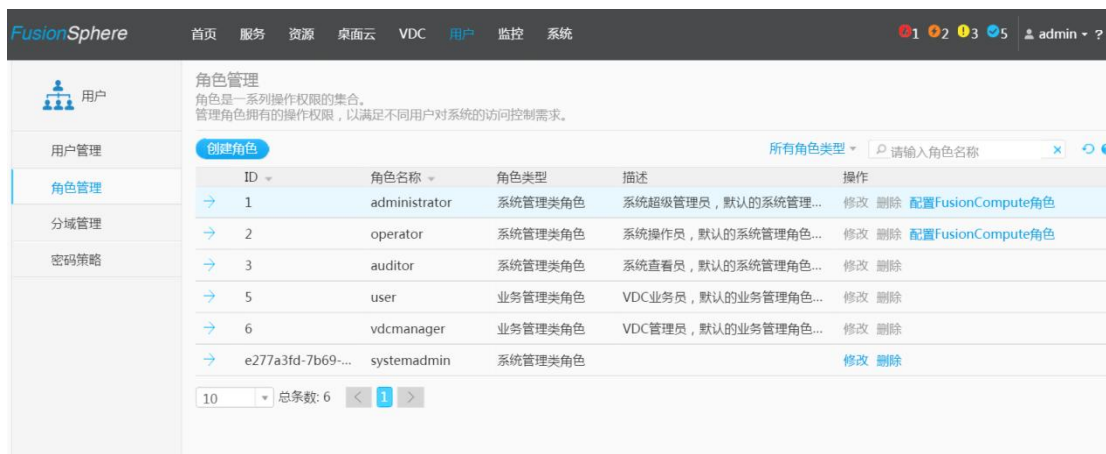 FusionSphere 首页 服务 资源 桌面云 VDC 用户 监控 系统 1 2 3 5 admin ?
用户
用户管理
角色管理
分域管理
密码策略
角色管理
角色是一系列操作权限的集合。
管理角色拥有的操作权限，以满足不同用户对系统的访问控制需求。
创建角色 所有角色类型 请输入角色名称
ID 角色名称 角色类型 描述 操作
1 administrator 系统管理类角色 系统超级管理员，默认的系统管理... 修改 删除 配置FusionCompute角色
2 operator 系统管理类角色 系统操作员，默认的系统管理角色... 修改 删除 配置FusionCompute角色
3 auditor 系统管理类角色 系统查看员，默认的系统管理角色... 修改 删除
5 user 业务管理类角色 VDC业务员，默认的业务管理角色... 修改 删除
6 vdcmanager 业务管理类角色 VDC管理员，默认的业务管理角色... 修改 删除
e277a3fd-7b69-... systemadmin 系统管理类角色 修改 删除
10 总条数: 6 < 1 >